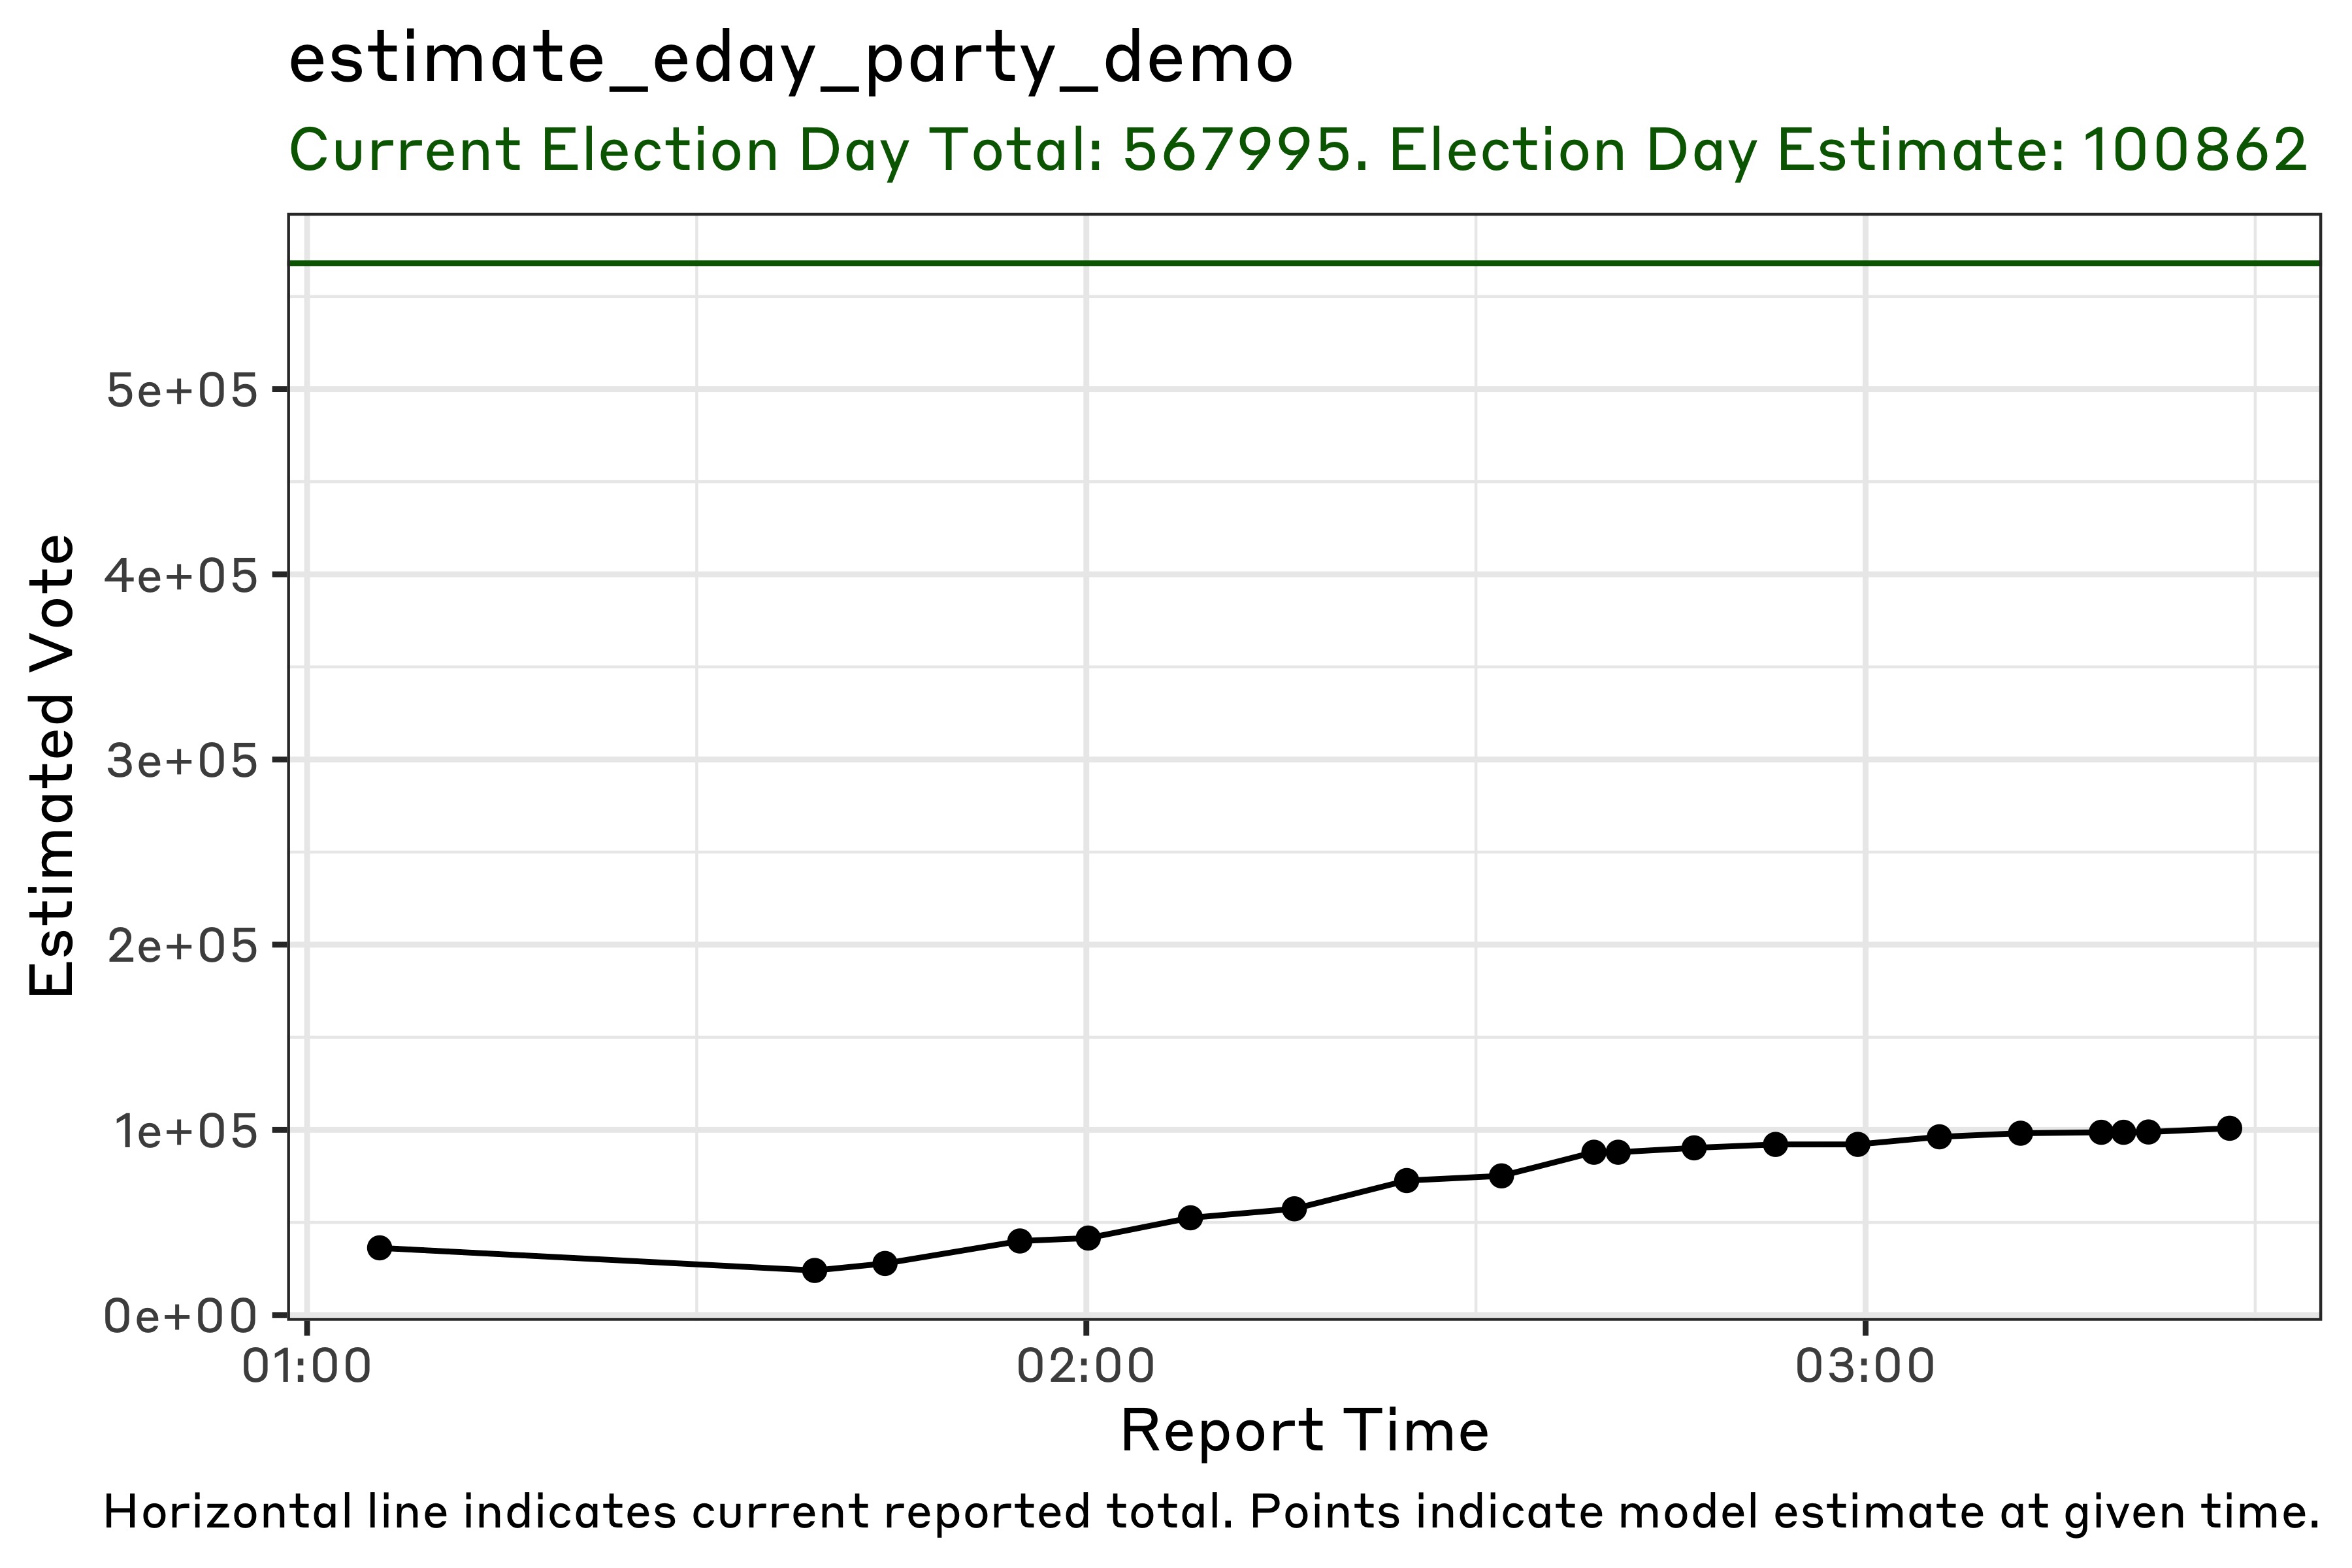 estimate_eday_party_demo
Current Election Day Total: 567995. Election Day Estimate: 100862
Estimated Vote
5e+05
4e+05
3e+05
2e+05
1e+05
0e+00
01:00 02:00 03:00
Report Time
Horizontal line indicates current reported total. Points indicate model estimate at given time.